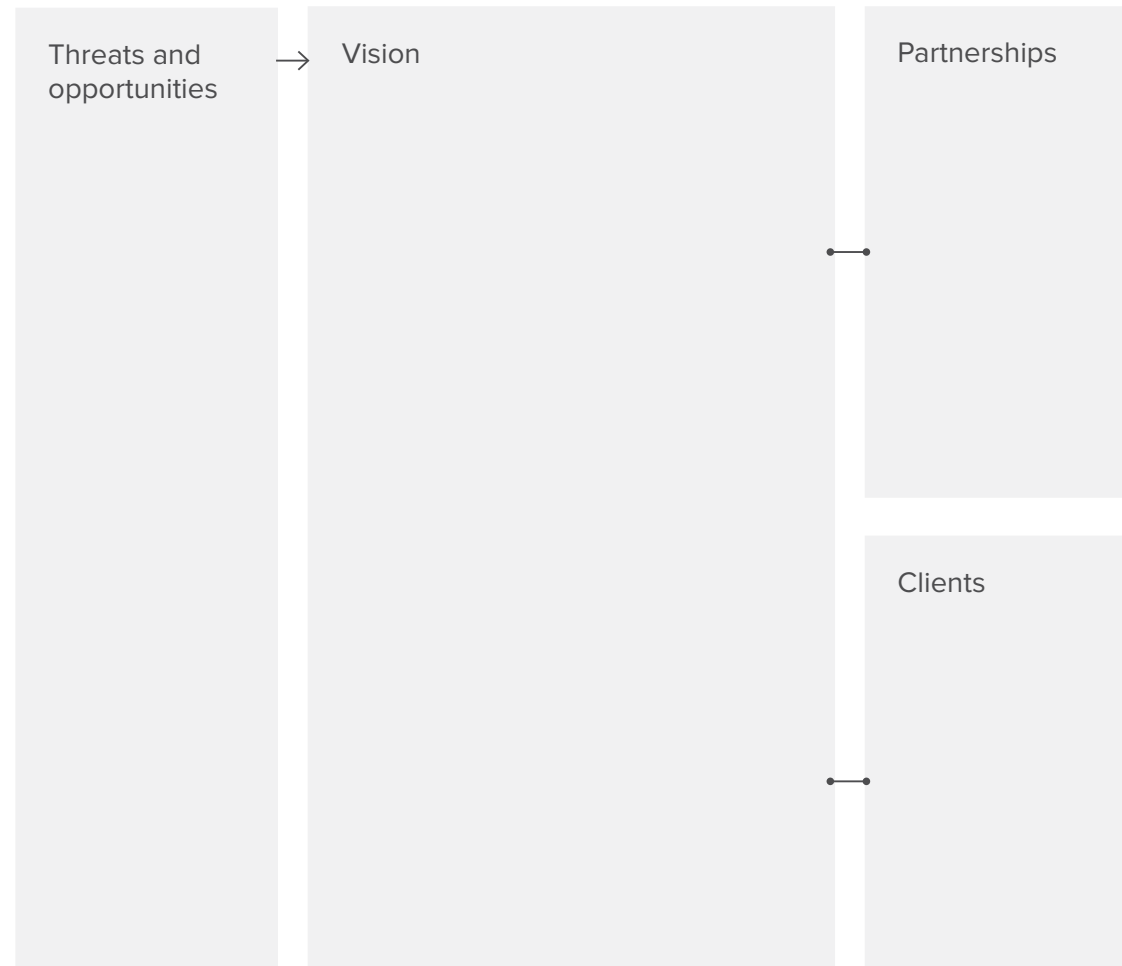 Threats and
opportunities
Vision
Partnerships
Clients